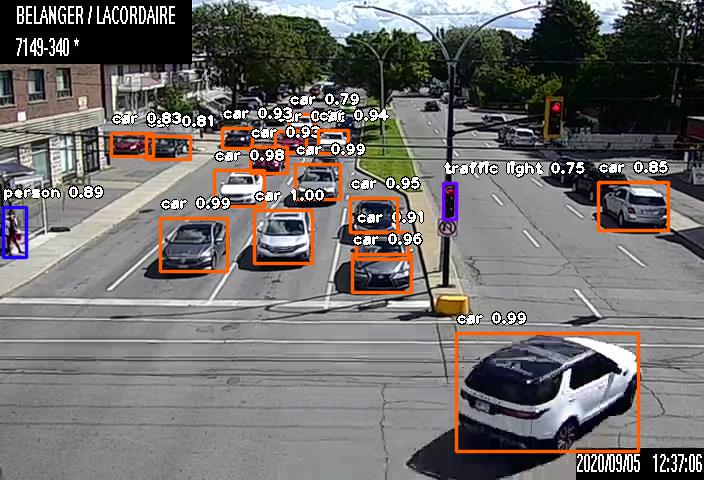 BELANGER / LACORDAIRE
7149-340 *
car 0.79
car 0.93
car 0.94
car 0.83
0.81
car 0.93
car 0.98
car 0.99
traffic light 0.75
car 0.85
person 0.89
car 0.99
car 1.00
car 0.95
0.91
car 0.96
car 0.99
2020/09/05 12:37:06